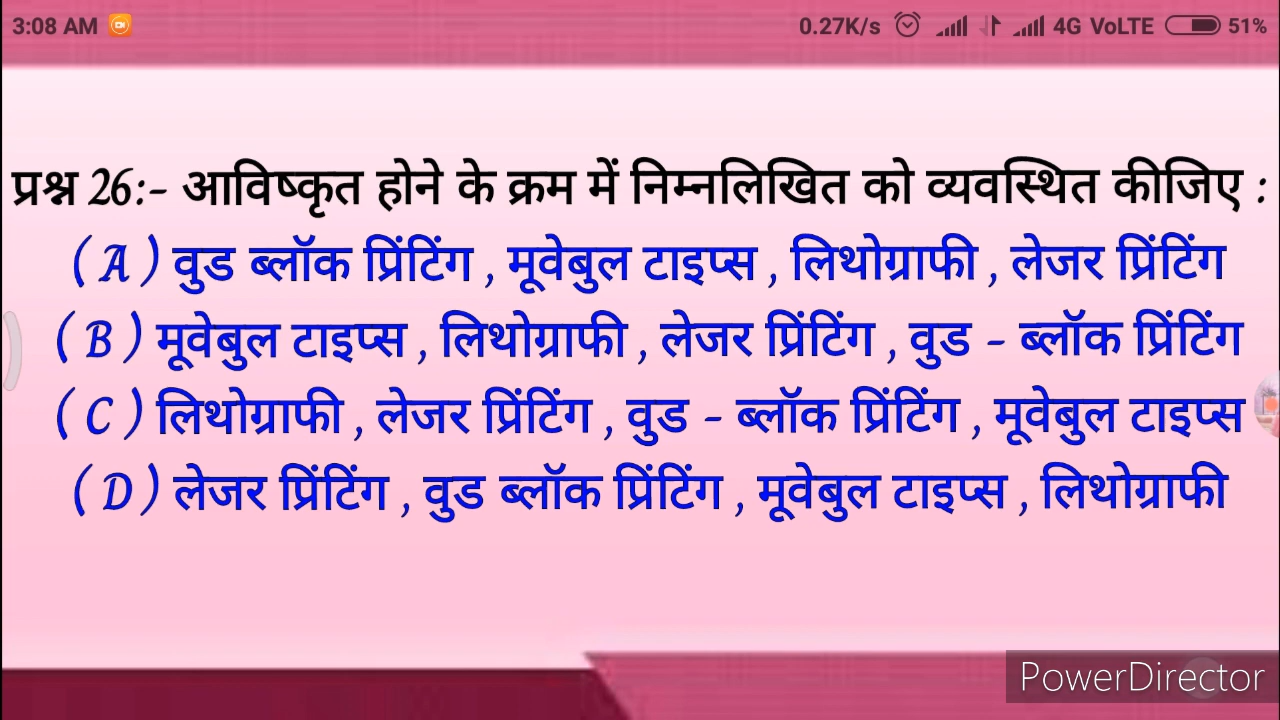 3:08 AM 0.27K/s 4G VoLTE 51%
प्रश्न 26:- आविष्कृत होने के क्रम में निम्नलिखित को व्यवस्थित कीजिए :
( A ) वुड ब्लॉक प्रिंटिंग , मूवेबुल टाइप्स , लिथोग्राफी , लेजर प्रिंटिंग
( B ) मूवेबुल टाइप्स , लिथोग्राफी , लेजर प्रिंटिंग , वुड - ब्लॉक प्रिंटिंग
( C ) लिथोग्राफी , लेजर प्रिंटिंग , वुड - ब्लॉक प्रिंटिंग , मूवेबुल टाइप्स
( D ) लेजर प्रिंटिंग , वुड ब्लॉक प्रिंटिंग , मूवेबुल टाइप्स , लिथोग्राफी
PowerDirector